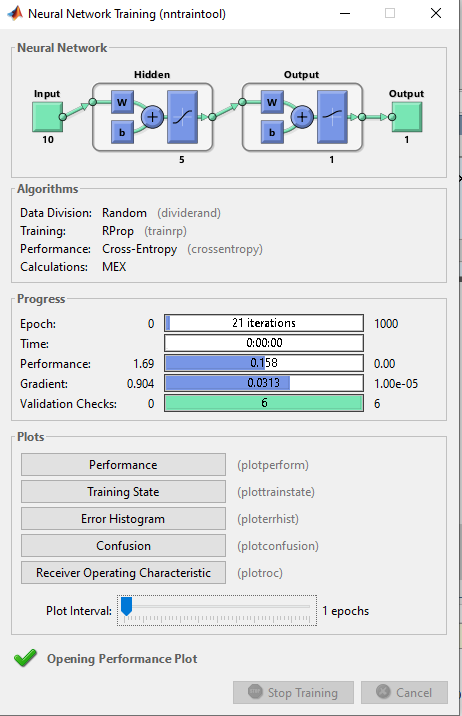 Neural Network Training (nntraintool)
Neural Network
Hidden Output
Input Output
W W
b b
+ +
10 1
5 1
Algorithms
Data Division: Random (dividerand)
Training: RProp (trainrp)
Performance: Cross-Entropy (crossentropy)
Calculations: MEX
Progress
Epoch: 0 21 iterations 1000
Time: 0:00:00
Performance: 1.69 0.158 0.00
Gradient: 0.904 0.0313 1.00e-05
Validation Checks: 0 6 6
Plots
Performance (plotperform)
Training State (plottrainstate)
Error Histogram (ploterrhist)
Confusion (plotconfusion)
Receiver Operating Characteristic (plotroc)
Plot Interval: 1 epochs
Opening Performance Plot
Stop Training Cancel